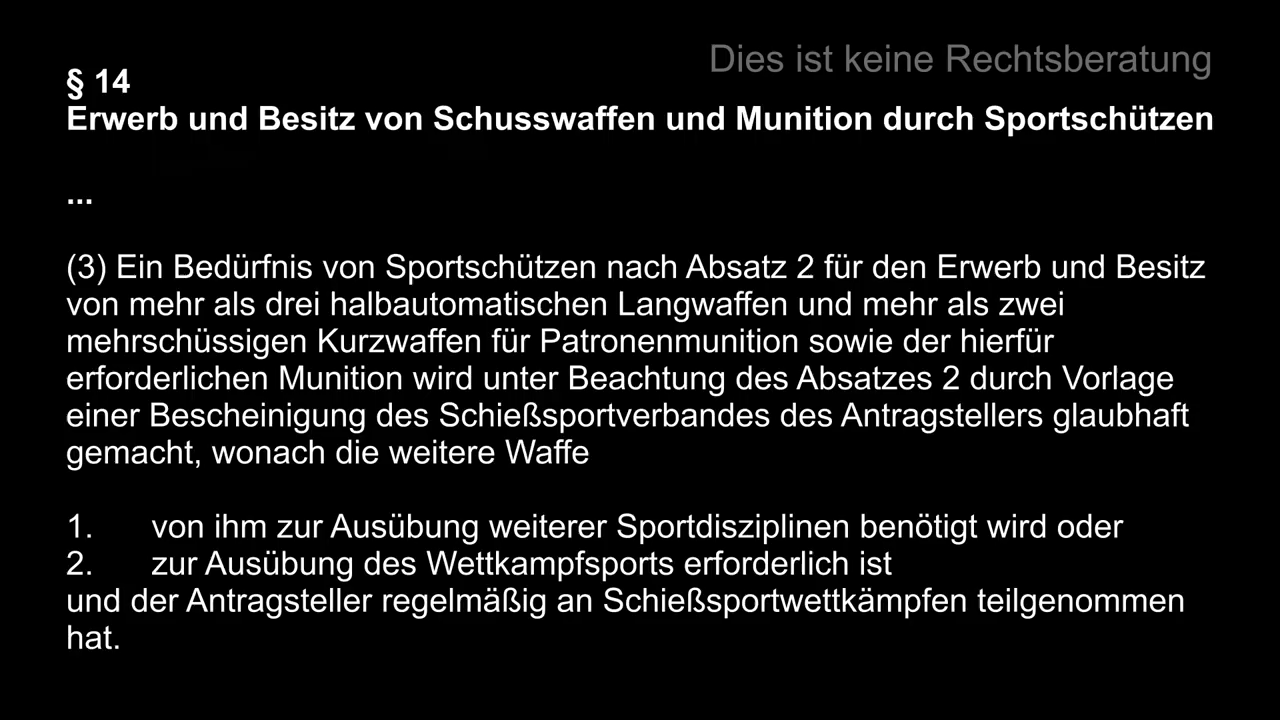 Dies ist keine Rechtsberatung
§ 14
Erwerb und Besitz von Schusswaffen und Munition durch Sportschützen
...
(3) Ein Bedürfnis von Sportschützen nach Absatz 2 für den Erwerb und Besitz
von mehr als drei halbautomatischen Langwaffen und mehr als zwei
mehrschüssigen Kurzwaffen für Patronenmunition sowie der hierfür
erforderlichen Munition wird unter Beachtung des Absatzes 2 durch Vorlage
einer Bescheinigung des Schießsportverbandes des Antragstellers glaubhaft
gemacht, wonach die weitere Waffe
1. von ihm zur Ausübung weiterer Sportdisziplinen benötigt wird oder
2. zur Ausübung des Wettkampfsports erforderlich ist
und der Antragsteller regelmäßig an Schießsportwettkämpfen teilgenommen
hat.